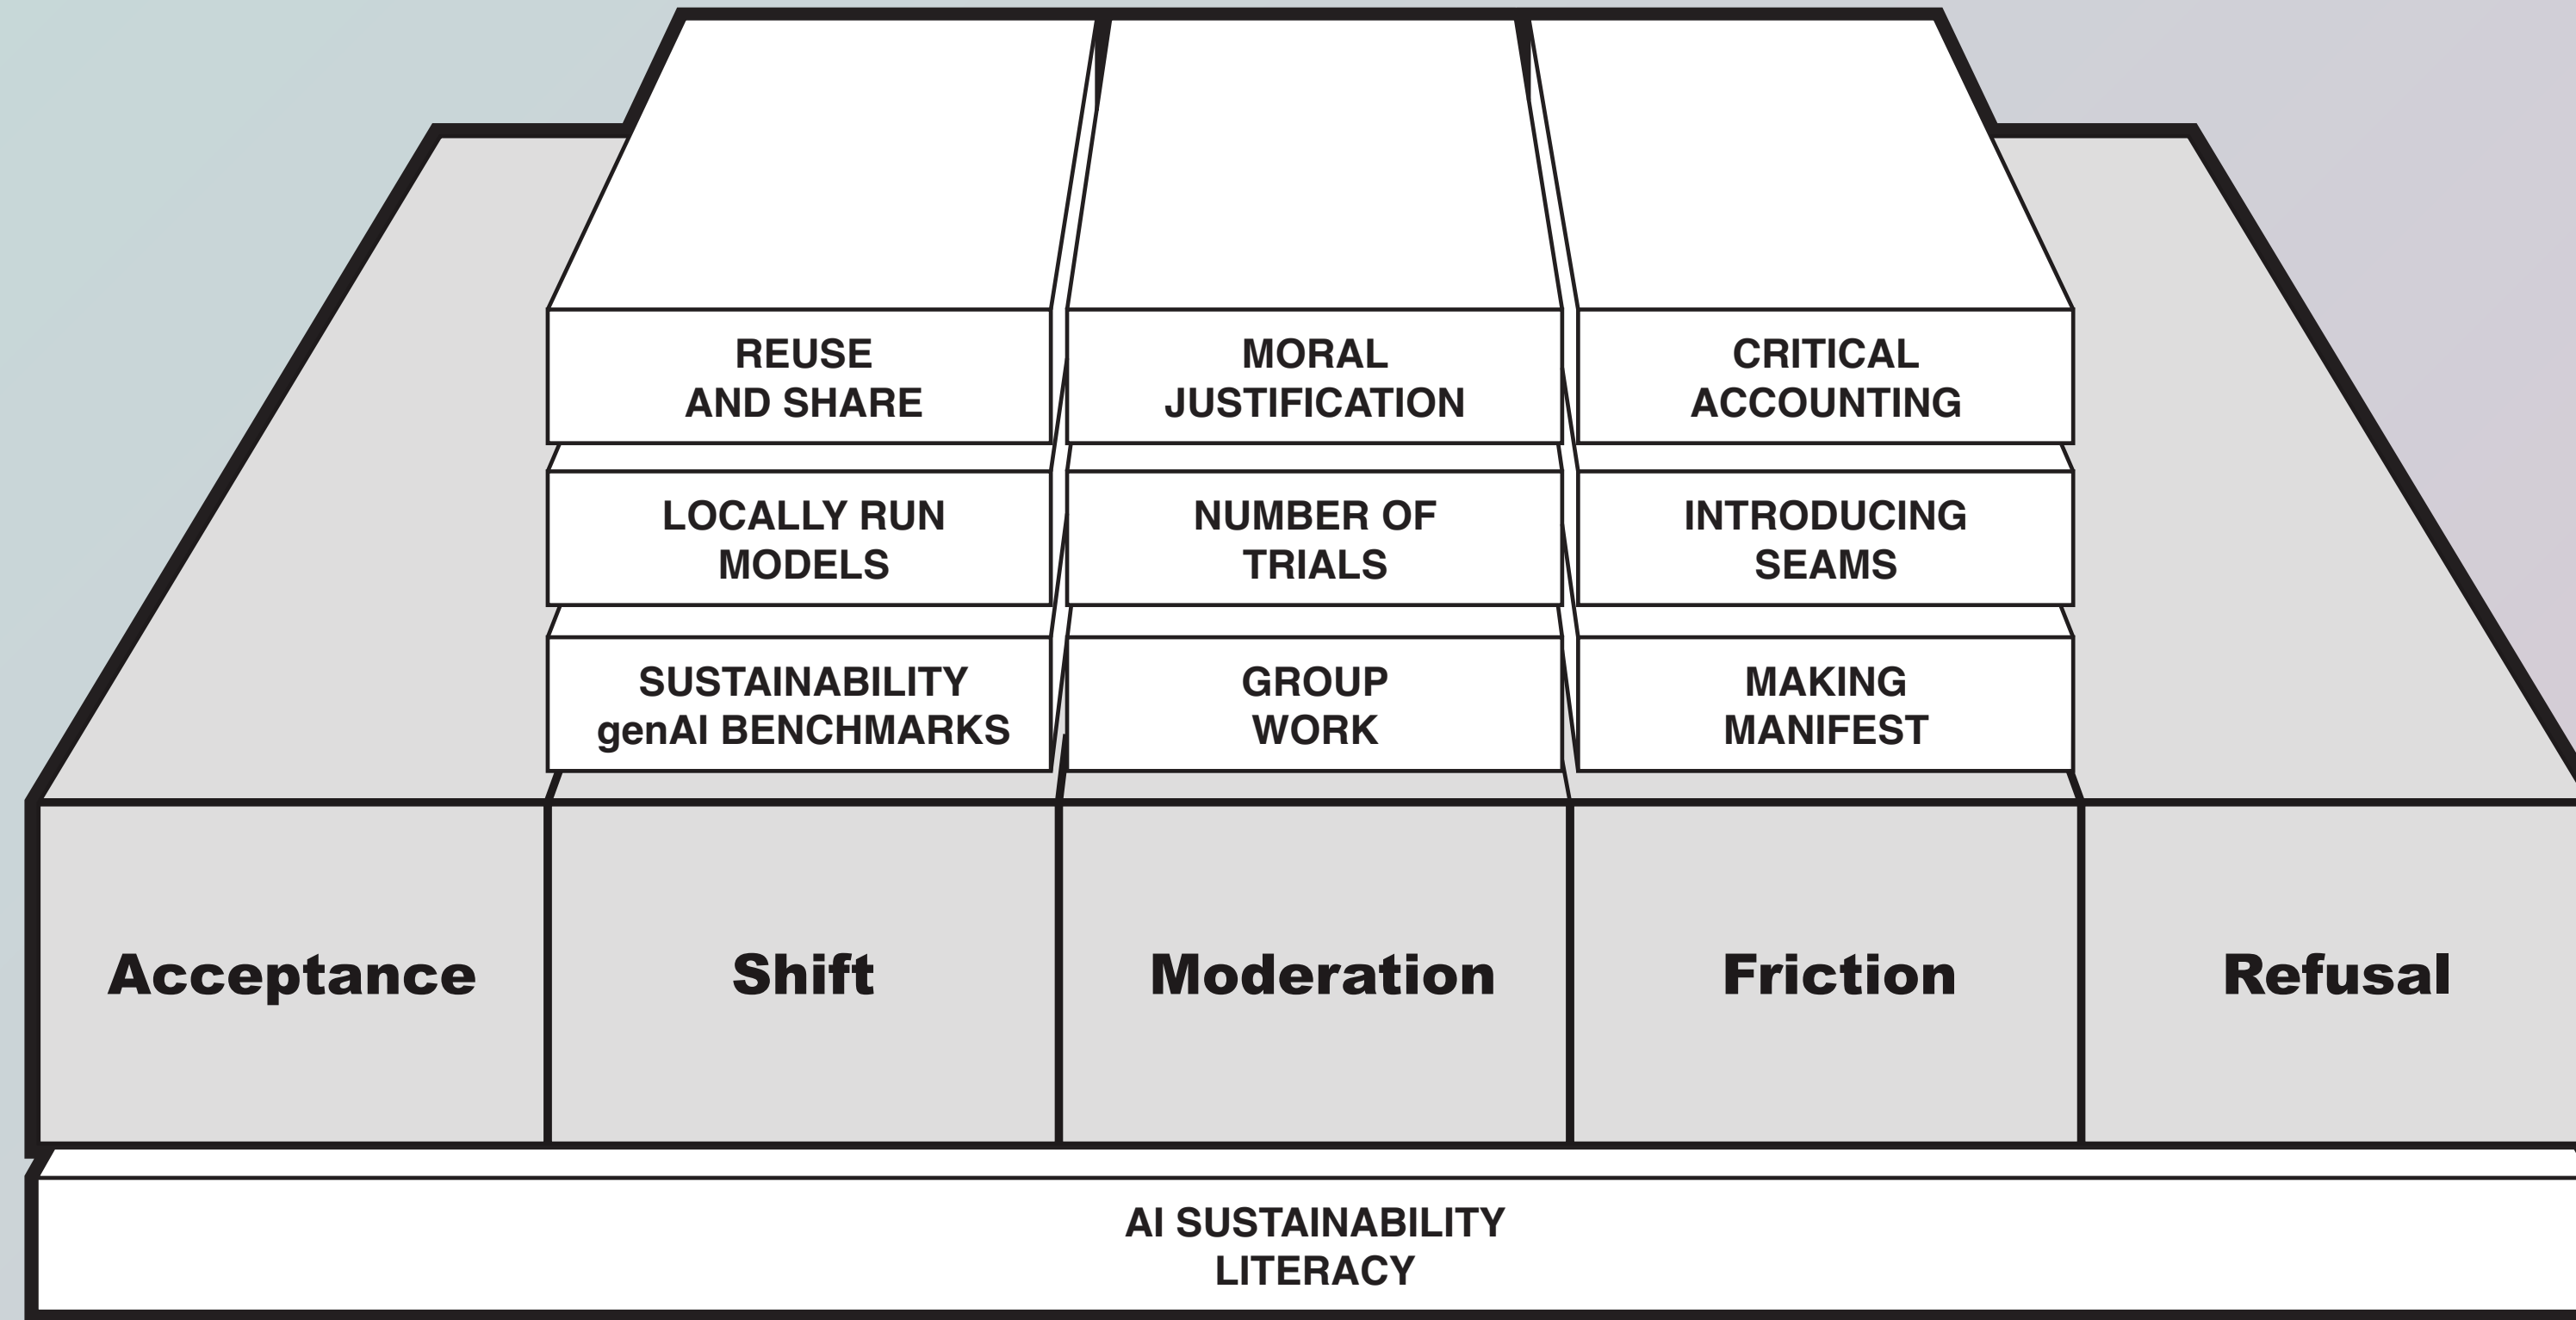 REUSE
AND SHARE
MORAL
JUSTIFICATION
CRITICAL
ACCOUNTING
LOCALLY RUN
MODELS
NUMBER OF
TRIALS
INTRODUCING
SEAMS
SUSTAINABILITY
genAI BENCHMARKS
GROUP
WORK
MAKING
MANIFEST
Acceptance
Shift
Moderation
Friction
Refusal
AI SUSTAINABILITY
LITERACY